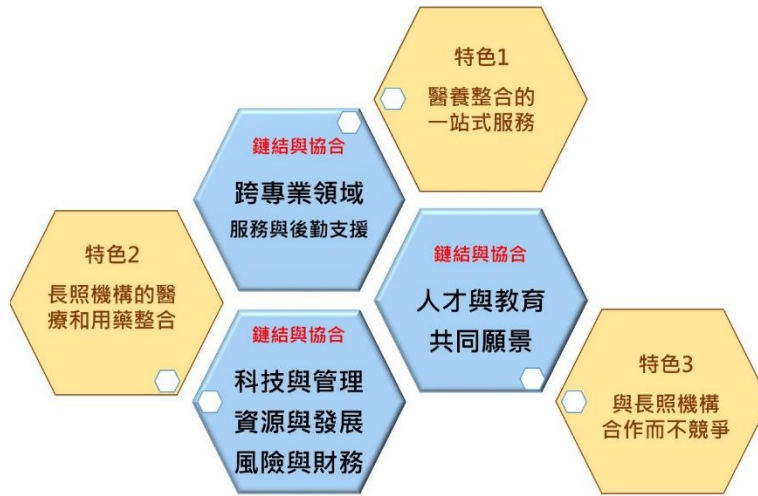 特色1
醫養整合的
一站式服務
鏈結與協合
跨專業領域
服務與後勤支援
特色2
長照機構的醫
療和用藥整合
鏈結與協合
人才與教育
共同願景
鏈結與協合
科技與管理
資源與發展
風險與財務
特色3
與長照機構
合作而不競爭